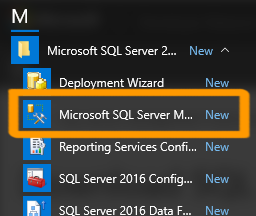 M
Microsoft SQL Server 2... New
Deployment Wizard New
Microsoft SQL Server M... New
Reporting Services Confi... New
SQL Server 2016 Config... New
SQL Server 2016 Data F... New